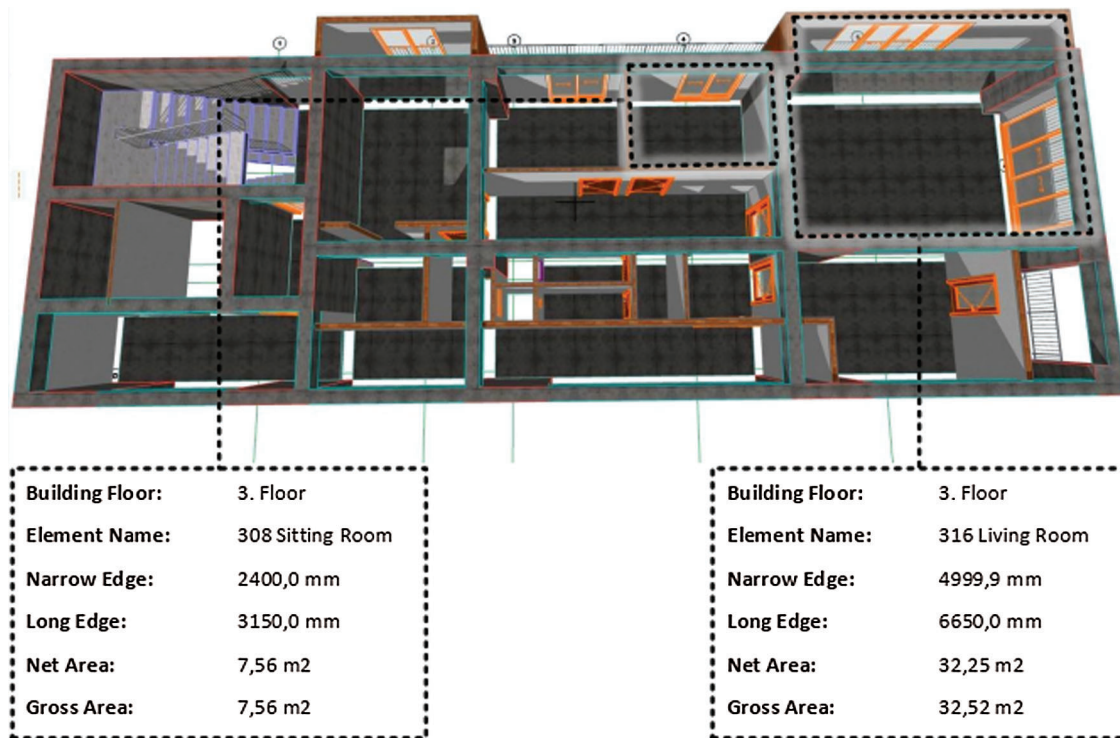 Building Floor: 3. Floor
Element Name: 308 Sitting Room
Narrow Edge: 2400,0 mm
Long Edge: 3150,0 mm
Net Area: 7,56 m2
Gross Area: 7,56 m2
Building Floor: 3. Floor
Element Name: 316 Living Room
Narrow Edge: 4999,9 mm
Long Edge: 6650,0 mm
Net Area: 32,25 m2
Gross Area: 32,52 m2